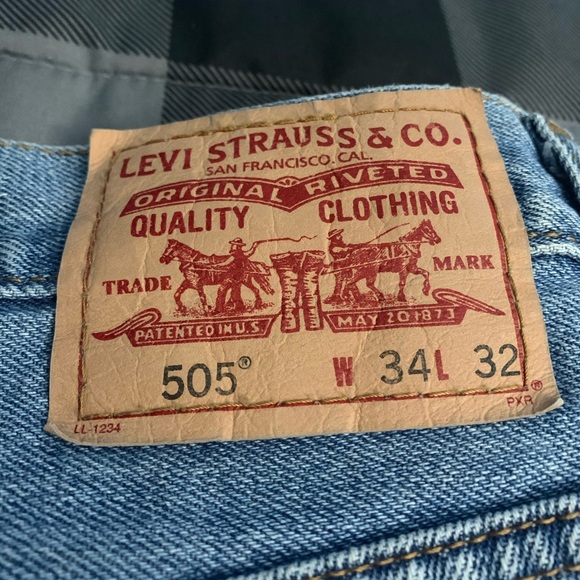 LEVI STRAUSS & CO.
SAN FRANCISCO, CAL.
ORIGINAL RIVETED
QUALITY CLOTHING
TRADE MARK
PATENTED IN U.S. MAY 20 1873
505® W 34 L 32
LL-1234 PXP ®